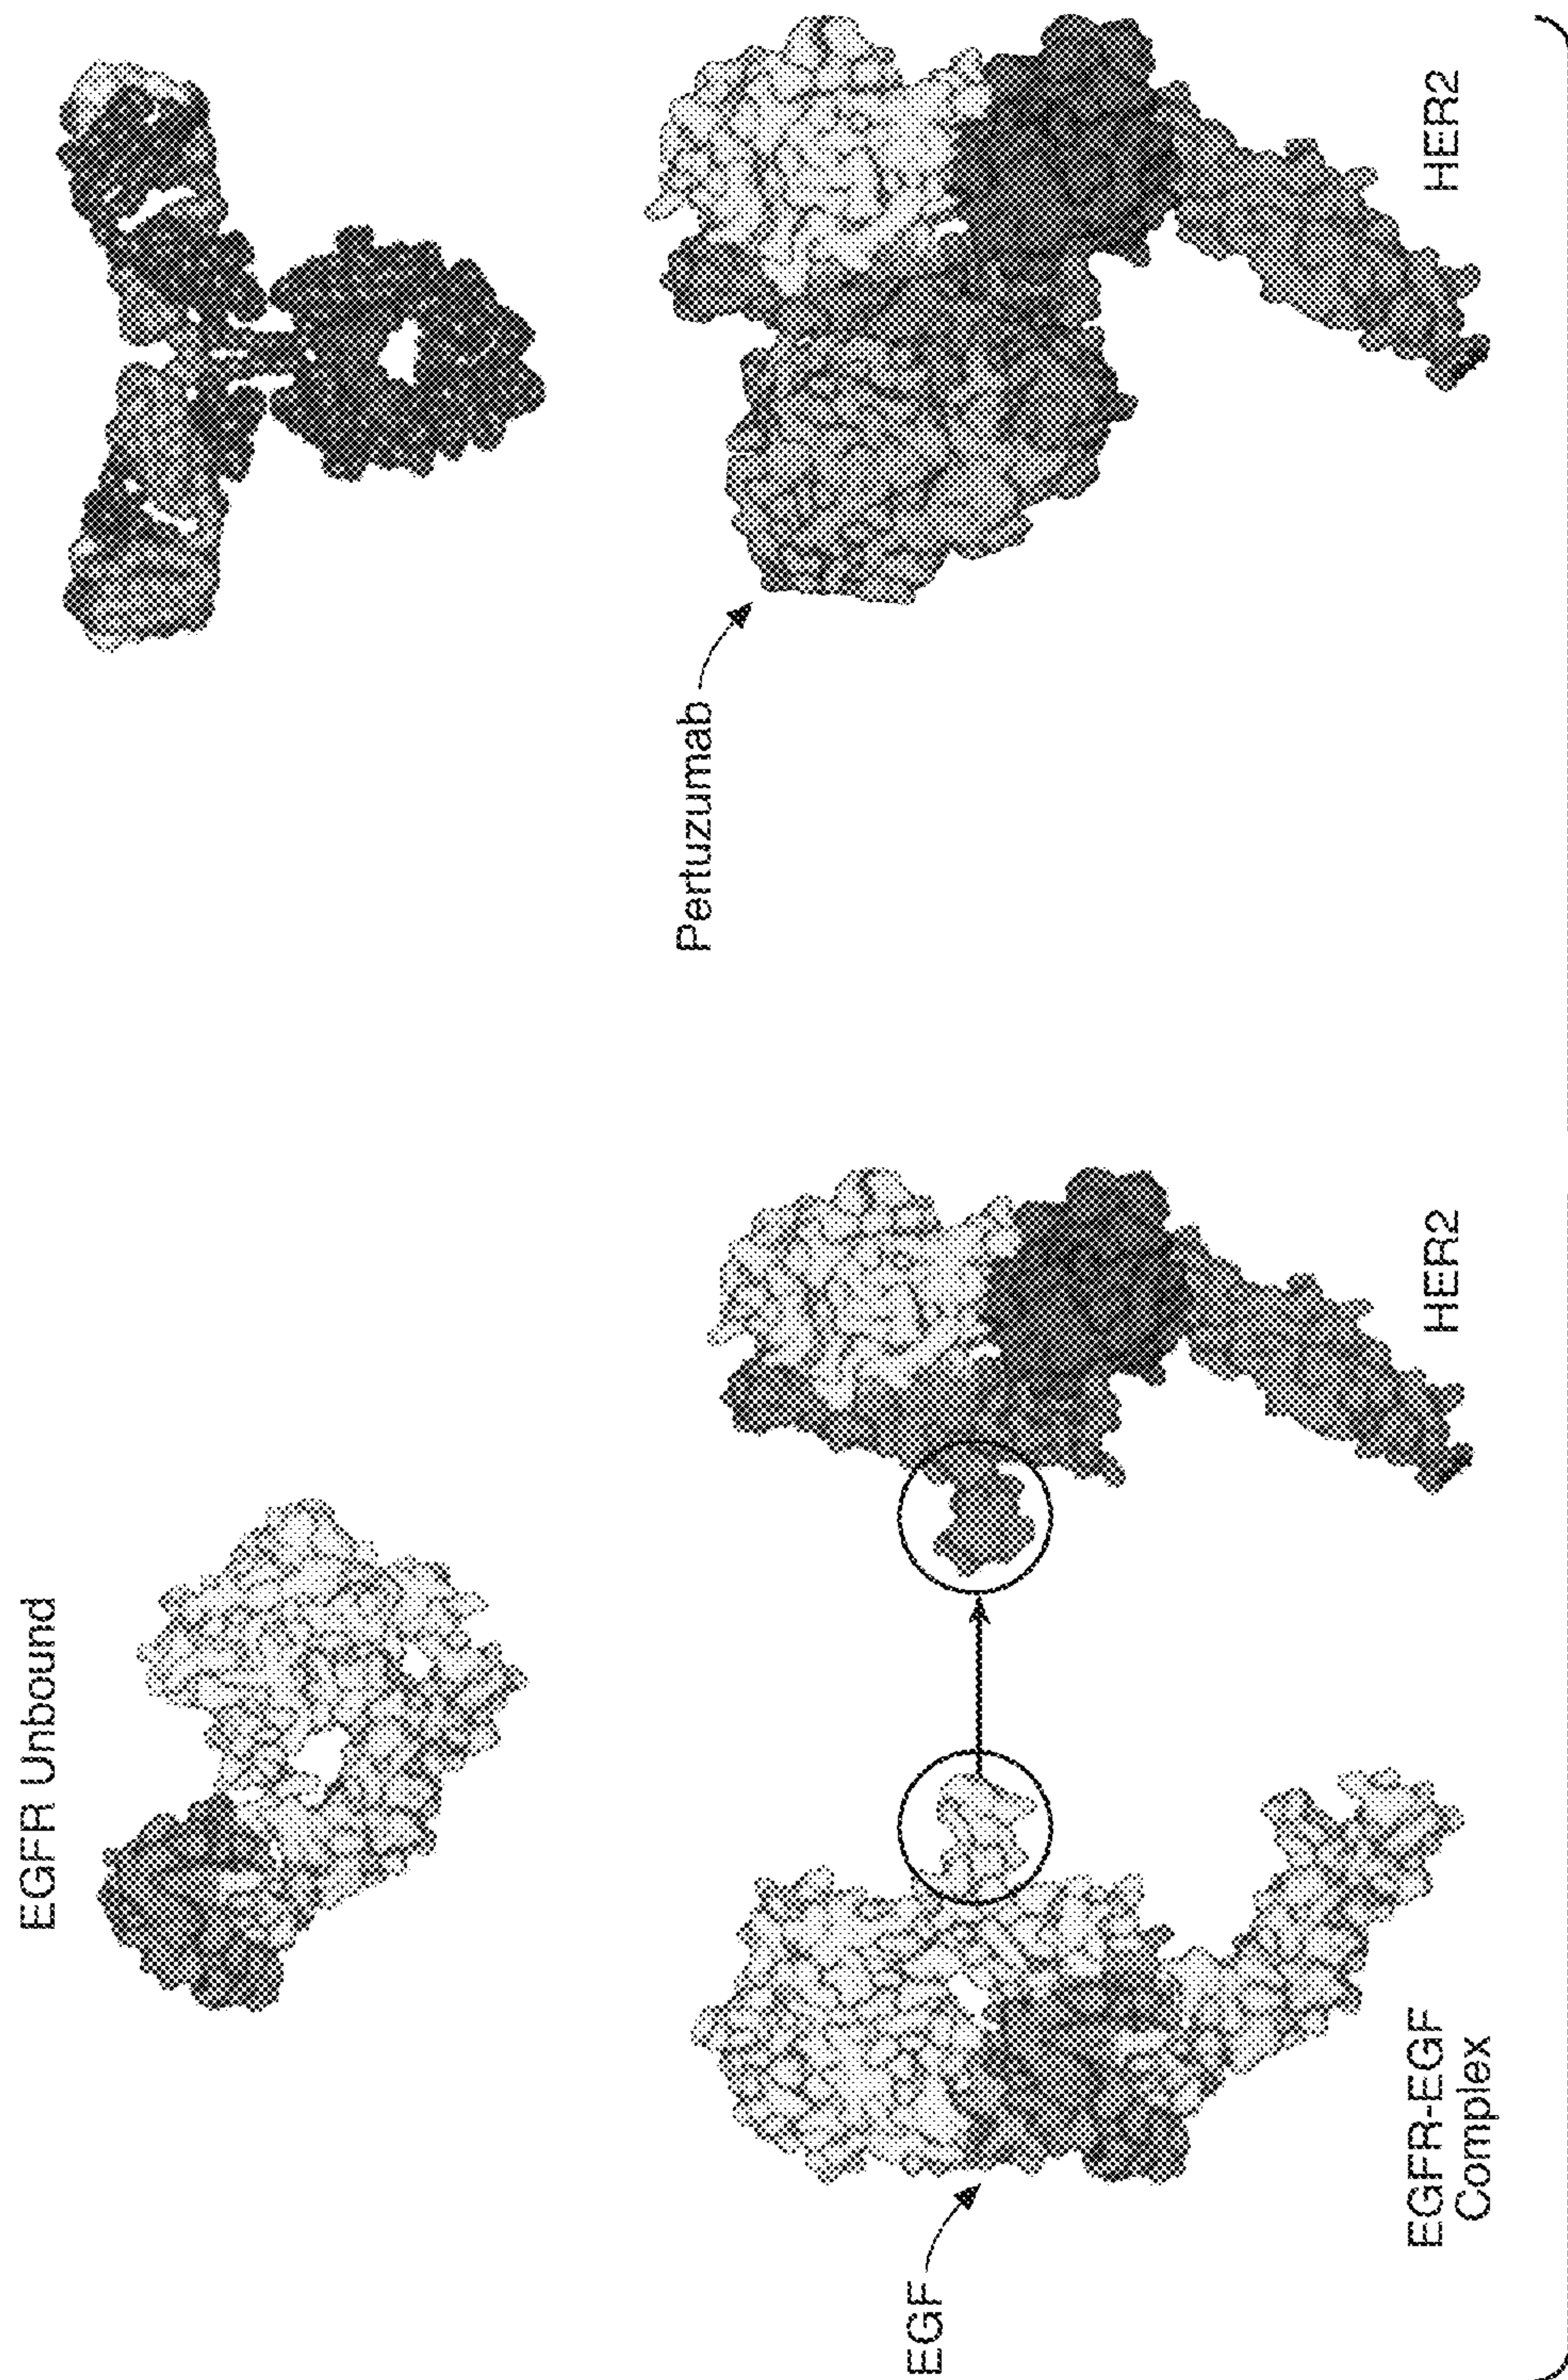 EGFR Unbound
EGF
EGFR-EGF
Complex
HER2
Pertuzumab
HER2